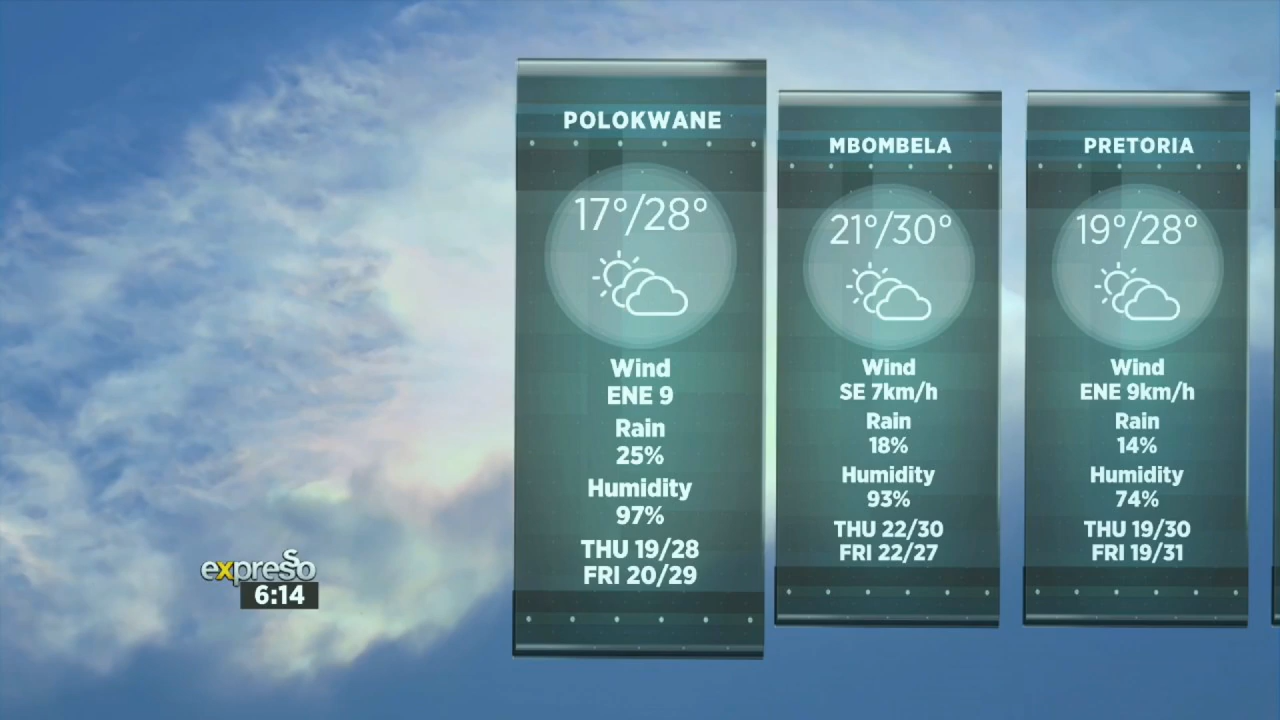 POLOKWANE
17°/28°
Wind
ENE 9
Rain
25%
Humidity
97%
THU 19/28
FRI 20/29
MBOMBELA
21°/30°
Wind
SE 7km/h
Rain
18%
Humidity
93%
THU 22/30
FRI 22/27
PRETORIA
19°/28°
Wind
ENE 9km/h
Rain
14%
Humidity
74%
THU 19/30
FRI 19/31
expresso
6:14